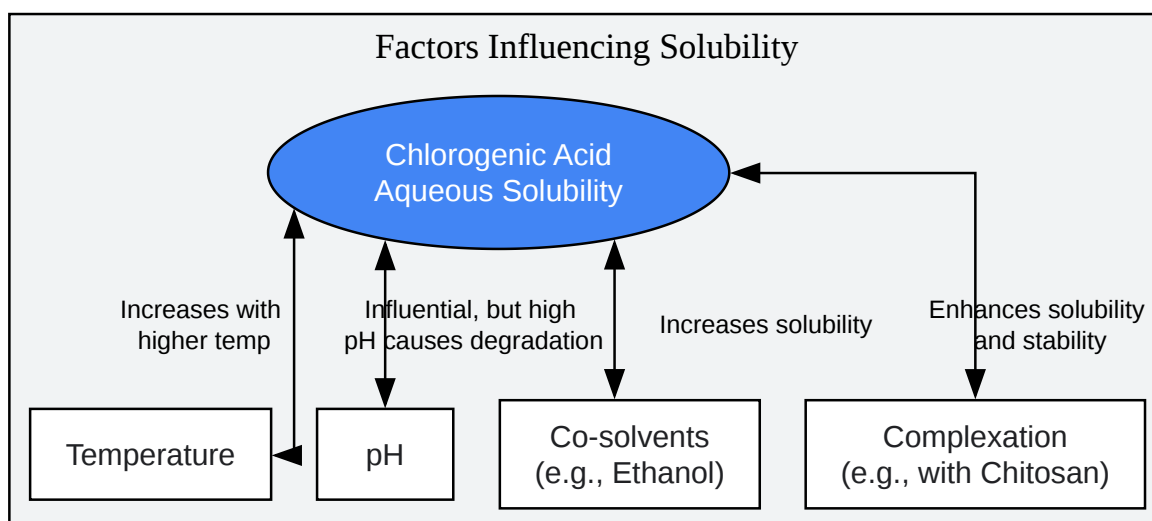 Factors Influencing Solubility
Chlorogenic Acid
Aqueous Solubility
Increases with
higher temp
Influential, but high
pH causes degradation
Increases solubility
Enhances solubility
and stability
Temperature
pH
Co-solvents
(e.g., Ethanol)
Complexation
(e.g., with Chitosan)